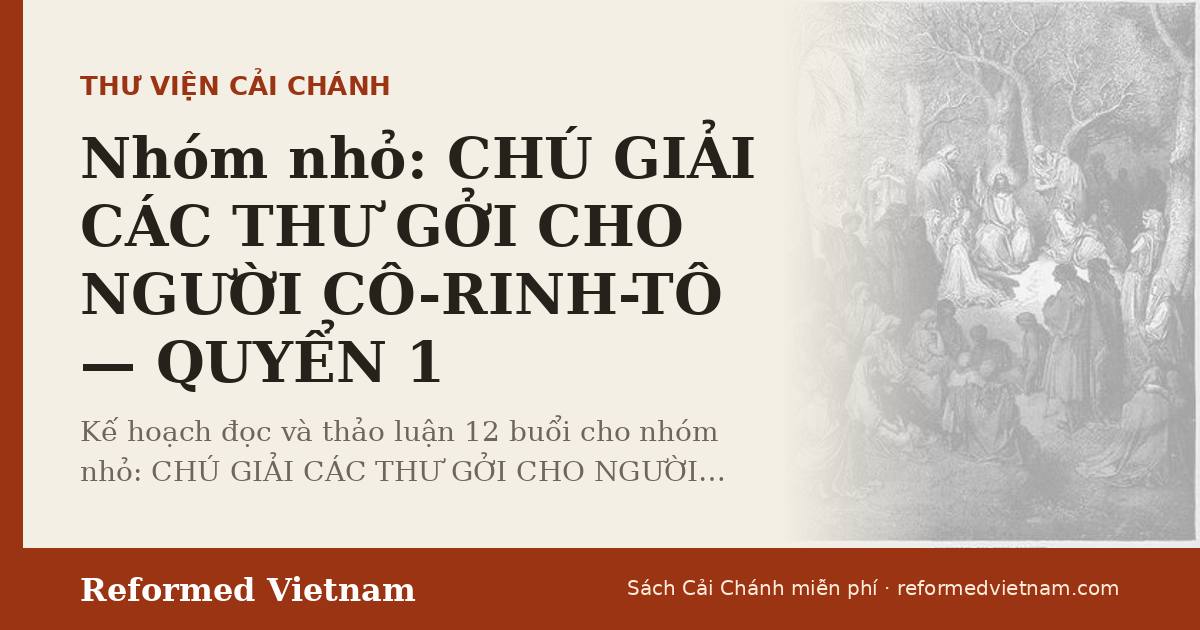 THƯ VIỆN CẢI CHÁNH
Nhóm nhỏ: CHÚ GIẢI
CÁC THƯ GỞI CHO
NGƯỜI CÔ-RINH-TÔ
— QUYỂN 1
Kế hoạch đọc và thảo luận 12 buổi cho nhóm
nhỏ: CHÚ GIẢI CÁC THƯ GỞI CHO NGƯỜI...
Reformed Vietnam
Sách Cải Chánh miễn phí · reformedvietnam.com